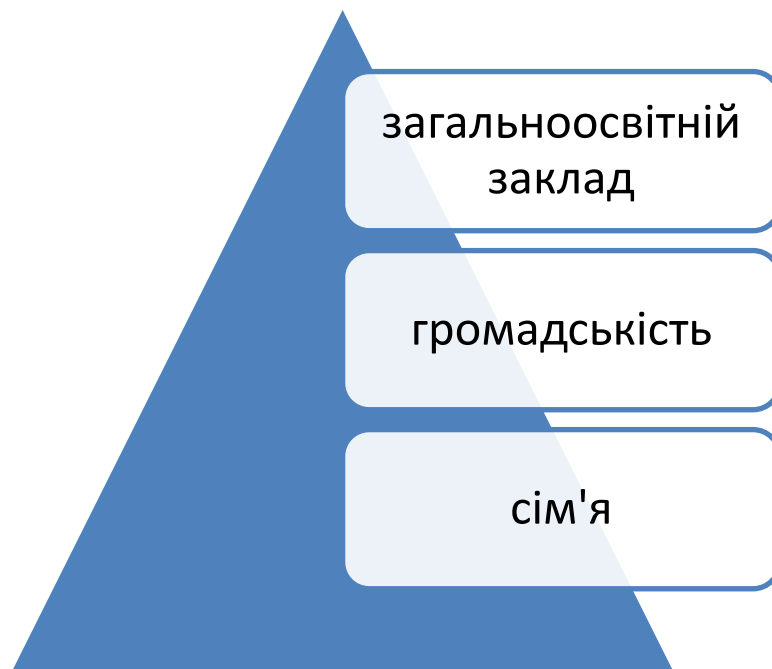 загальноосвітній
заклад
громадськість
сім'я